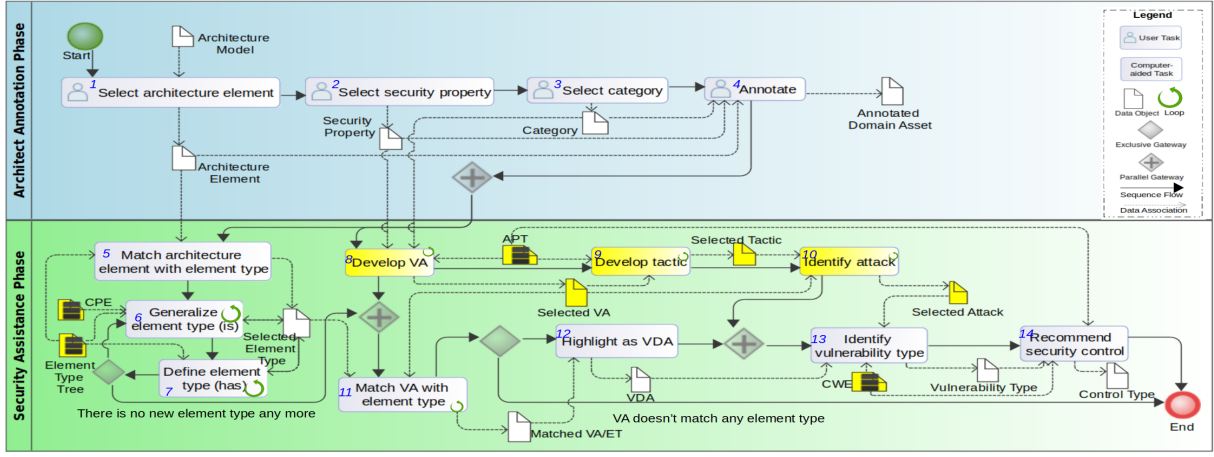 Architect Annotation Phase
Start
Architecture
Model
1
Select architecture element
2
Select security property
3
Select category
4
Annotate
Security
Property
Category
Annotated
Domain Asset
Architecture
Element
Legend
User Task
Computer-
aided Task
Data Object
Loop
Exclusive Gateway
Parallel Gateway
Sequence Flow
Data Association
Security Assistance Phase
5
Match architecture
element with element type
CPE
6
Generalize
element type (is)
Element
Type
Tree
7
Define element
type (has)
Selected
Element
Type
There is no new element type any more
8
Develop VA
APT
9
Develop tactic
Selected Tactic
10
Identify attack
Selected VA
Selected Attack
11
Match VA with
element type
12
Highlight as VDA
VDA
Matched VA/ET
13
Identify
vulnerability type
CWE
Vulnerability Type
14
Recommend
security control
Control Type
VA doesn't match any element type
End